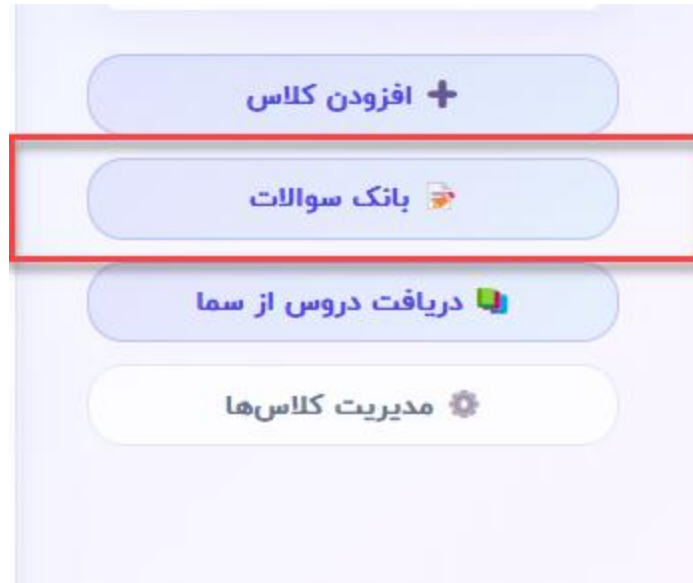 افزودن کلاس
بانک سوالات
دریافت دروس از سما
مدیریت کلاس‌ها